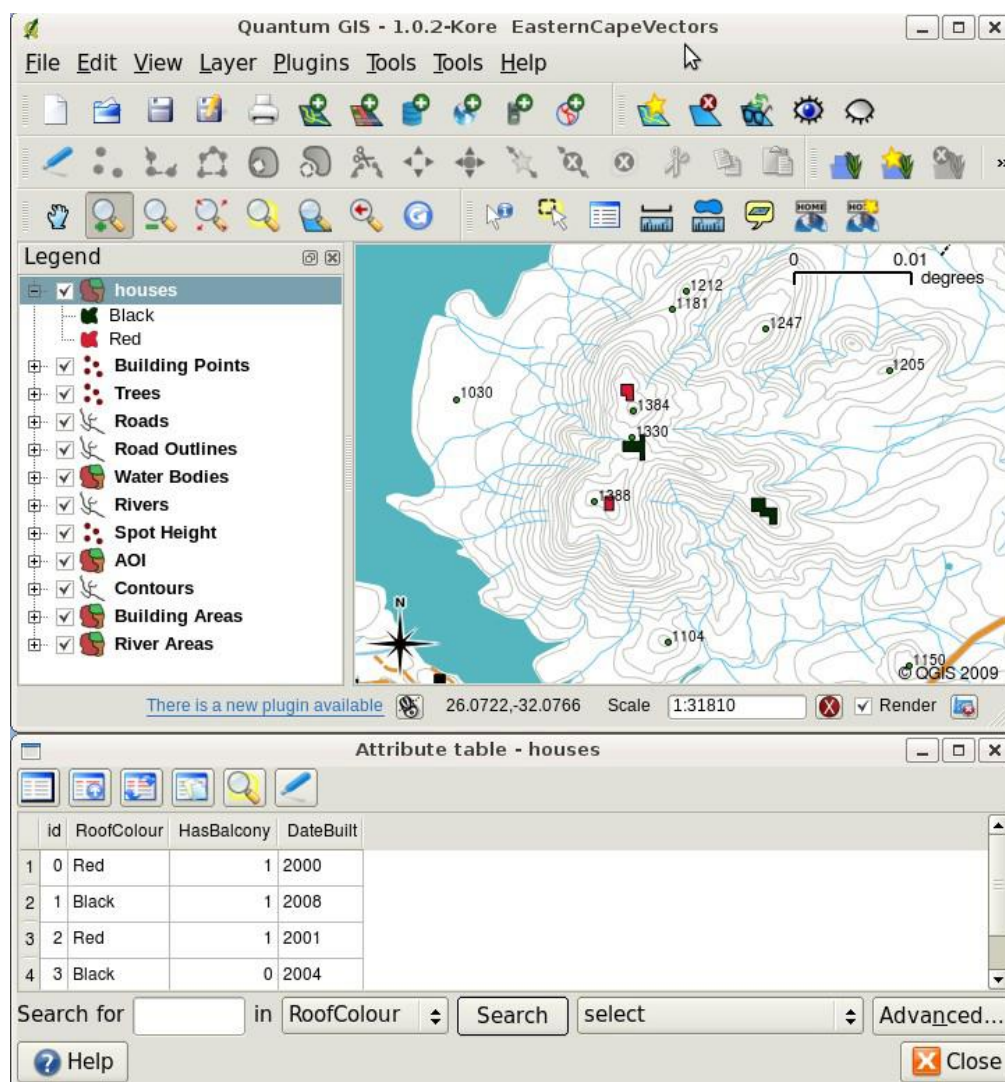 Quantum GIS - 1.0.2-Kore EasternCapeVectors
File Edit View Layer Plugins Tools Tools Help
HOME
Legend
houses
Black
Red
Building Points
Trees
Roads
Road Outlines
Water Bodies
Rivers
Spot Height
AOI
Contours
Building Areas
River Areas
0 0.01
degrees
1212
1181
1247
1205
1030
1384
1330
1388
1104
1150
N
© QGIS 2009
There is a new plugin available 26.0722,-32.0766 Scale 1:31810 Render
Attribute table - houses
id RoofColour HasBalcony DateBuilt
1 0 Red 1 2000
2 1 Black 1 2008
3 2 Red 1 2001
4 3 Black 0 2004
Search for in RoofColour Search select Advanced...
Help Close